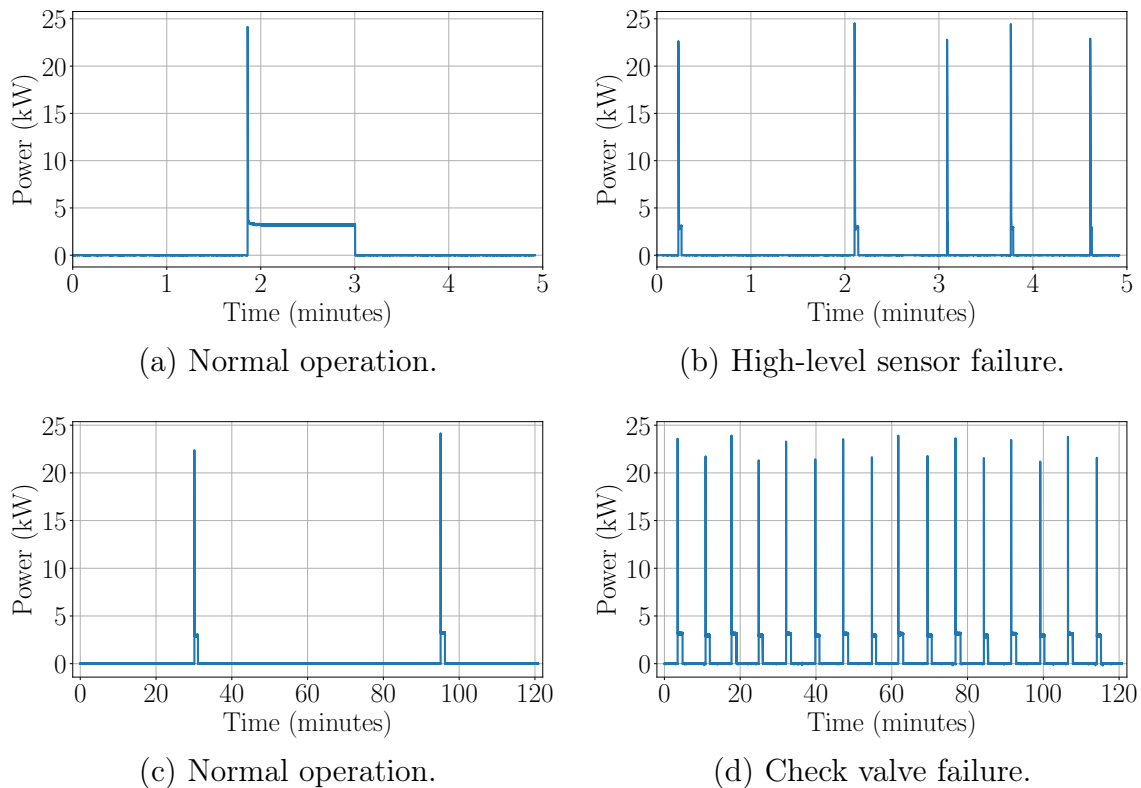 25
20
15
10
5
0
Power (kW)
0 1 2 3 4 5
Time (minutes)
(a) Normal operation.
25
20
15
10
5
0
Power (kW)
0 1 2 3 4 5
Time (minutes)
(b) High-level sensor failure.
25
20
15
10
5
0
Power (kW)
0 20 40 60 80 100 120
Time (minutes)
(c) Normal operation.
25
20
15
10
5
0
Power (kW)
0 20 40 60 80 100 120
Time (minutes)
(d) Check valve failure.